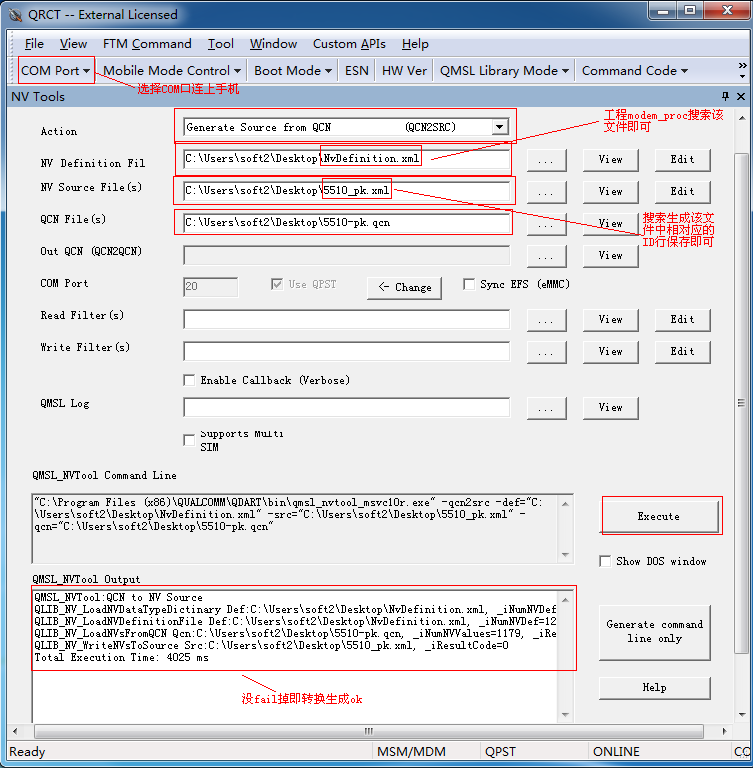 QRCT -- External Licensed
File View FTM Command Tool Window Custom APIs Help
COM Port Mobile Mode Control Boot Mode ESN HW Ver QMSL Library Mode Command Code »
选择COM口连上手机
NV Tools
工程modem_proc搜索该
文件即可
Action Generate Source from QCN (QCN2SRC)
NV Definition Fil C:\Users\soft2\Desktop\NvDefinition.xml ... View Edit
NV Source File(s) C:\Users\soft2\Desktop\5510_pk.xml ... View Edit
QCN File(s) C:\Users\soft2\Desktop\5510-pk.qcn ... View
搜索生成该文
件中相对应的
ID行保存即可
Out QCN (QCN2QCN) ... View
COM Port 20 Use QPST <- Change Sync EFS (eMMC)
Read Filter(s) ... View Edit
Write Filter(s) ... View Edit
Enable Callback (Verbose)
QMSL Log ... View
Supports Multi
SIM
QMSL_NVTool Command Line
"C:\Program Files (x86)\QUALCOMM\QDART\bin\qmsl_nvtool_msvc10r.exe" -qcn2src -def="C:
\Users\soft2\Desktop\NvDefinition.xml" -src="C:\Users\soft2\Desktop\5510_pk.xml" -
qcn="C:\Users\soft2\Desktop\5510-pk.qcn"
Execute
Show DOS window
QMSL_NVTool Output
QMSL_NVTool:QCN to NV Source
QLIB_NV_LoadNVDataTypeDictinary Def:C:\Users\soft2\Desktop\NvDefinition.xml, _iNumNVDef
QLIB_NV_LoadNVDefinitionFile Def:C:\Users\soft2\Desktop\NvDefinition.xml, _iNumNVDef=12
QLIB_NV_LoadNVsFromQCN Qcn:C:\Users\soft2\Desktop\5510-pk.qcn, _iNumNVValues=1179, _iRe
QLIB_NV_WriteNVsToSource Src:C:\Users\soft2\Desktop\5510_pk.xml, _iResultCode=0
Total Execution Time: 4025 ms
Generate command
line only
没fail掉即转换生成ok
Help
Ready MSM/MDM QPST ONLINE CO